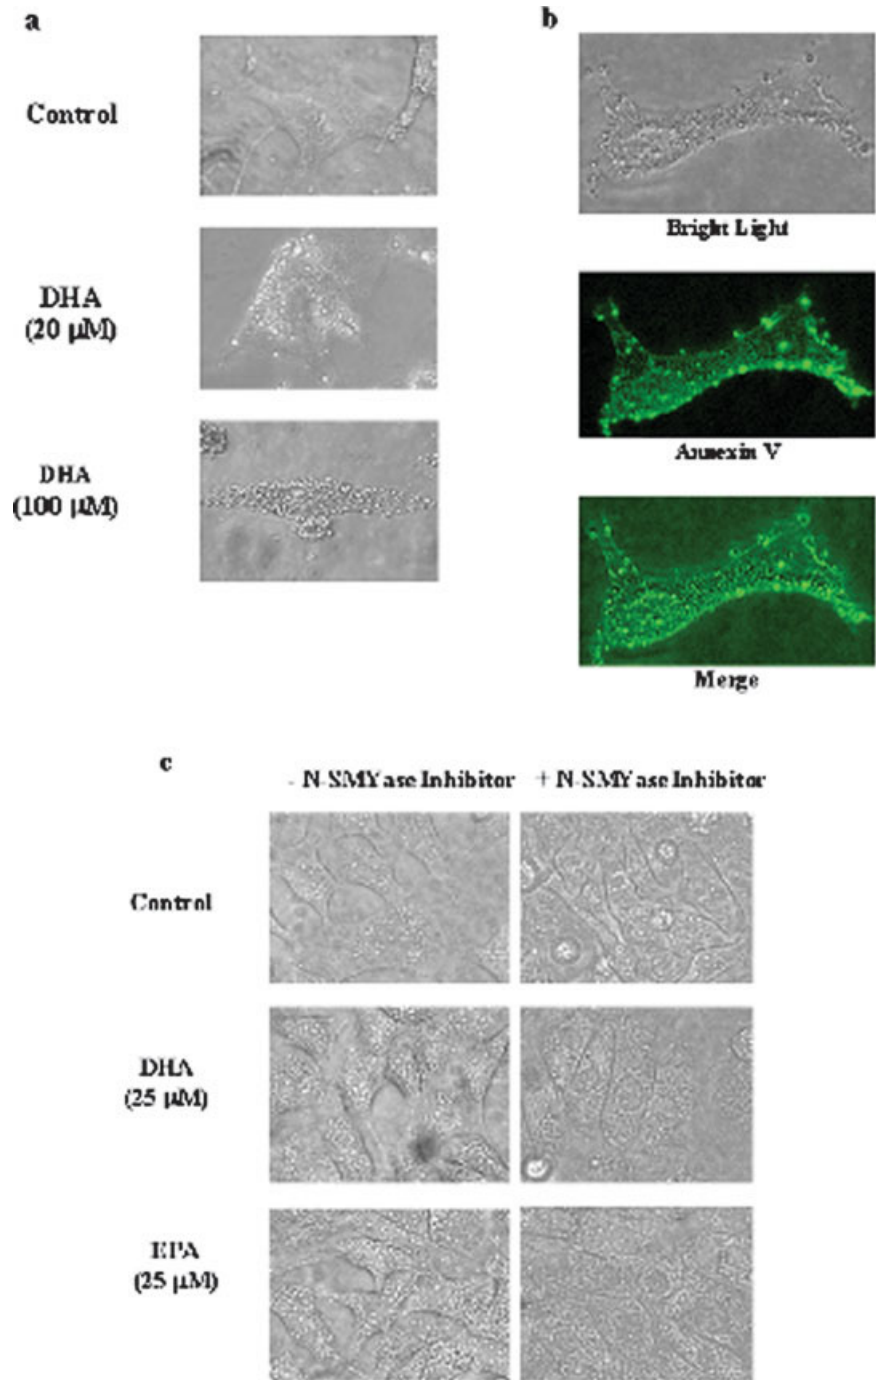 a
Control
DHA
(20 µM)
DHA
(100 µM)
b
Bright Light
Annexin V
Merge
c
- N-SMYase Inhibitor + N-SMYase Inhibitor
Control
DHA
(25 µM)
EPA
(25 µM)